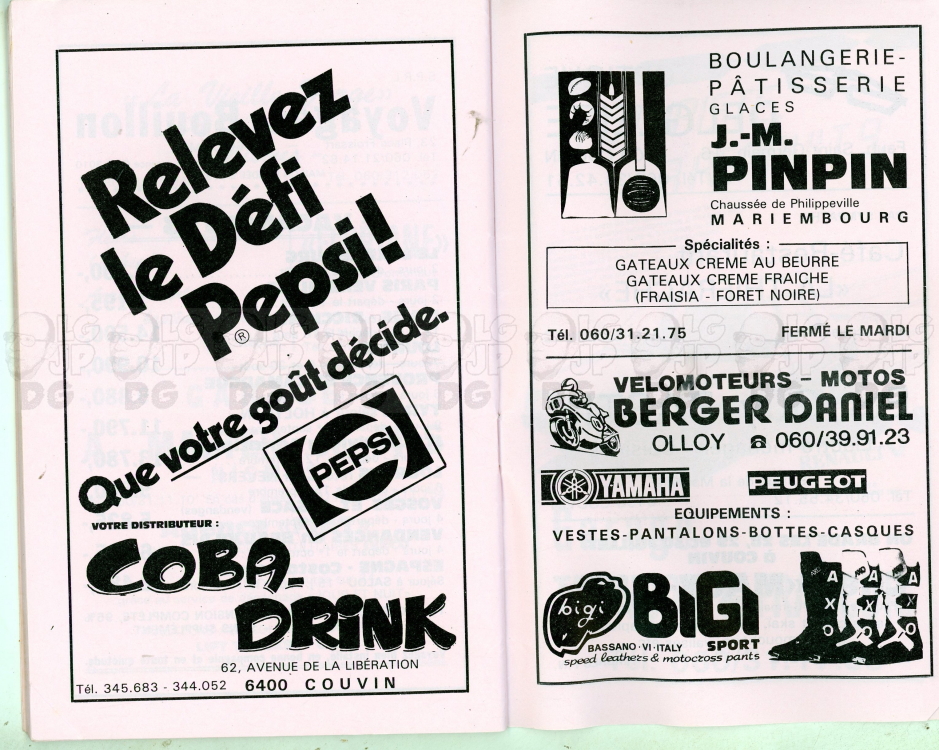 Relevez
le Défi
Pepsi!
®
Que votre goût décide.
PEPSI
VOTRE DISTRIBUTEUR :
COBA-
DRINK
62, AVENUE DE LA LIBÉRATION
Tél. 345.683 - 344.052 6400 COUVIN
BOULANGERIE-
PÂTISSERIE
GLACES
J.-M.
PINPIN
Chaussée de Philippeville
MARIEMBOURG
Spécialités :
GATEAUX CREME AU BEURRE
GATEAUX CREME FRAICHE
(FRAISIA - FORET NOIRE)
Tél. 060/31.21.75 FERMÉ LE MARDI
VELOMOTEURS - MOTOS
BERGER DANIEL
OLLOY ☎ 060/39.91.23
YAMAHA PEUGEOT
EQUIPEMENTS :
VESTES-PANTALONS-BOTTES-CASQUES
bigi BIGI
SPORT
BASSANO·VI·ITALY
speed leathers & motocross pants
AXO
AXO
AXO